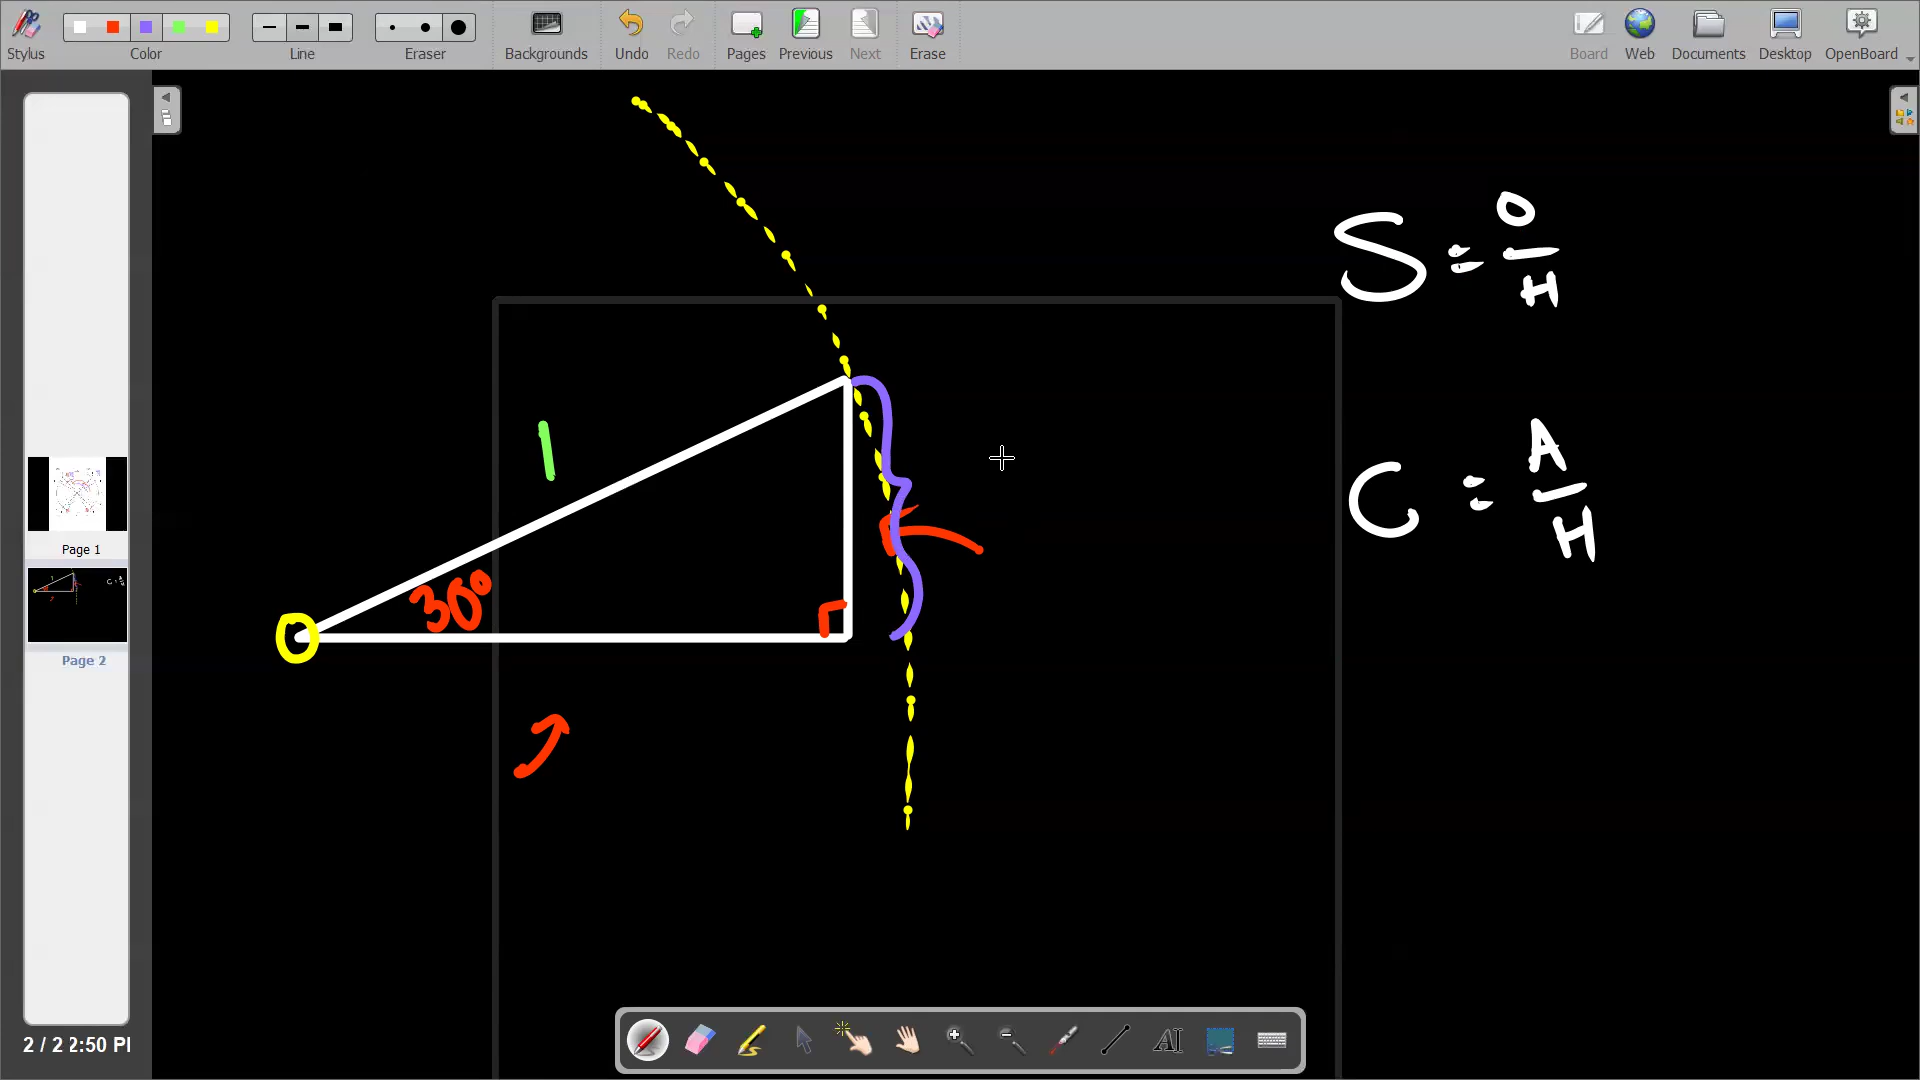 Stylus
Color
Line
Eraser
Backgrounds
Undo
Redo
Pages
Previous
Next
Erase
Board
Web
Documents
Desktop
OpenBoard
S = O
H
1
C = A
H
30°
Page 1
Page 2
2 / 2
2:50 P
AI